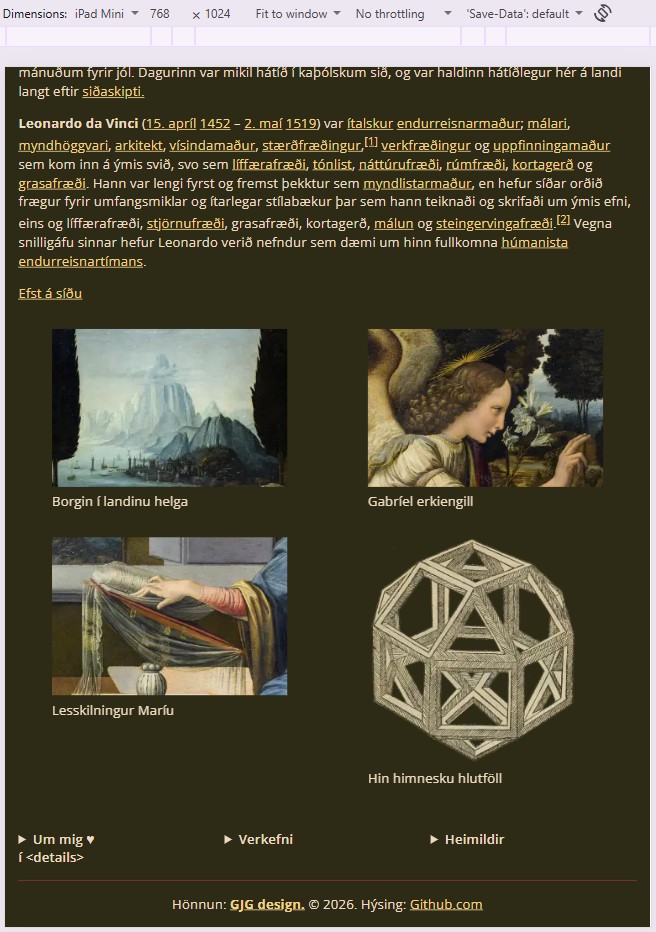 Dimensions: iPad Mini 768 × 1024 Fit to window No throttling 'Save-Data': default
mánuðum fyrir jól. Dagurinn var mikil hátíð í kaþólskum sið, og var haldinn hátíðlegur hér á landi
langt eftir siðaskipti.
Leonardo da Vinci (15. apríl 1452 – 2. maí 1519) var ítalskur endurreisnarmaður; málari,
myndhöggvari, arkitekt, vísindamaður, stærðfræðingur,[1] verkfræðingur og uppfinningamaður
sem kom inn á ýmis svið, svo sem líffærafræði, tónlist, náttúrufræði, rúmfræði, kortagerð og
grasafræði. Hann var lengi fyrst og fremst þekktur sem myndlistarmaður, en hefur síðar orðið
frægur fyrir umfangsmiklar og ítarlegar stílabækur þar sem hann teiknaði og skrifaði um ýmis efni,
eins og líffærafræði, stjörnufræði, grasafræði, kortagerð, málun og steingervingafræði.[2] Vegna
snilligáfu sinnar hefur Leonardo verið nefndur sem dæmi um hinn fullkomna húmanista
endurreisnartímans.
Efst á síðu
Borgin í landinu helga
Gabríel erkiengill
Lesskilningur Maríu
Hin himnesku hlutföll
▶ Um mig ♥
í <details>
▶ Verkefni
▶ Heimildir
Hönnun: GJG design. © 2026. Hýsing: Github.com